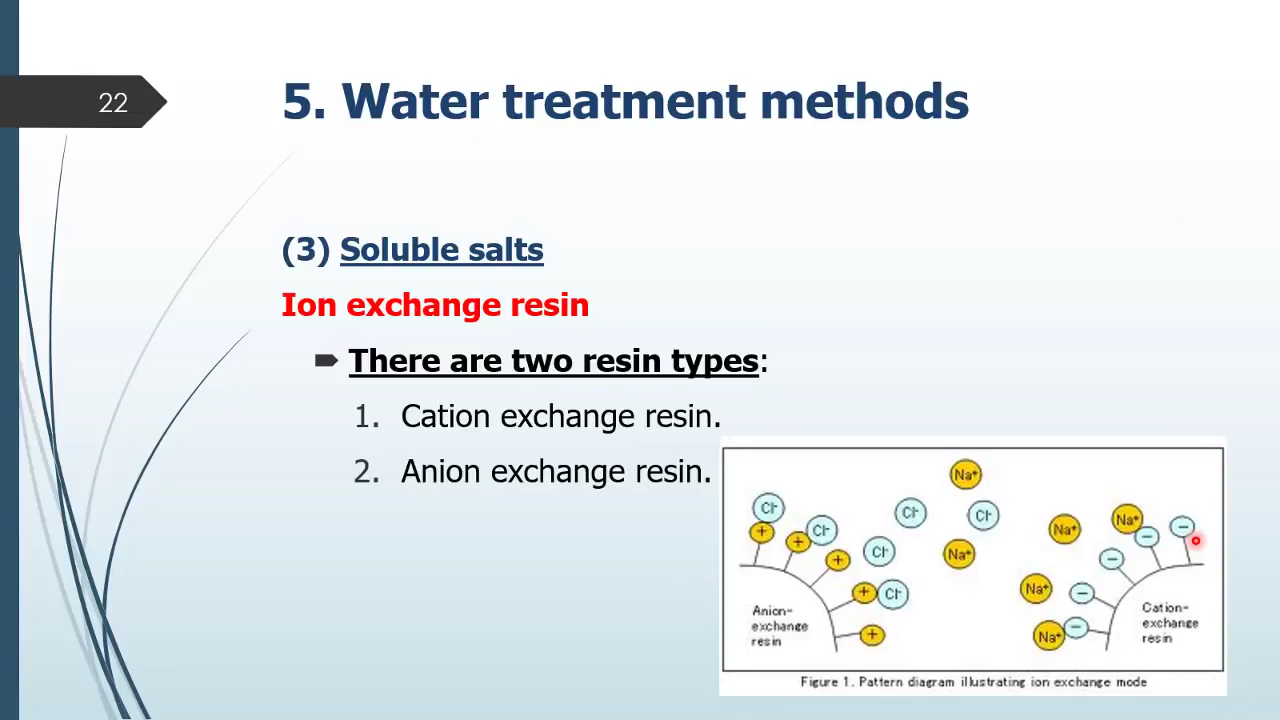 22
5. Water treatment methods
(3) Soluble salts
Ion exchange resin
There are two resin types:
1. Cation exchange resin.
2. Anion exchange resin.
Na⁺
Cl⁻
Cl⁻
Cl⁻
Na⁺
Na⁺
Cl⁻
−
+
+
−
Cl⁻
Na⁺
+
−
Na⁺
+
Cl⁻
−
Anion-
exchange
resin
Cation-
exchange
resin
+
Na⁺
−
Figure 1. Pattern diagram illustrating ion exchange mode